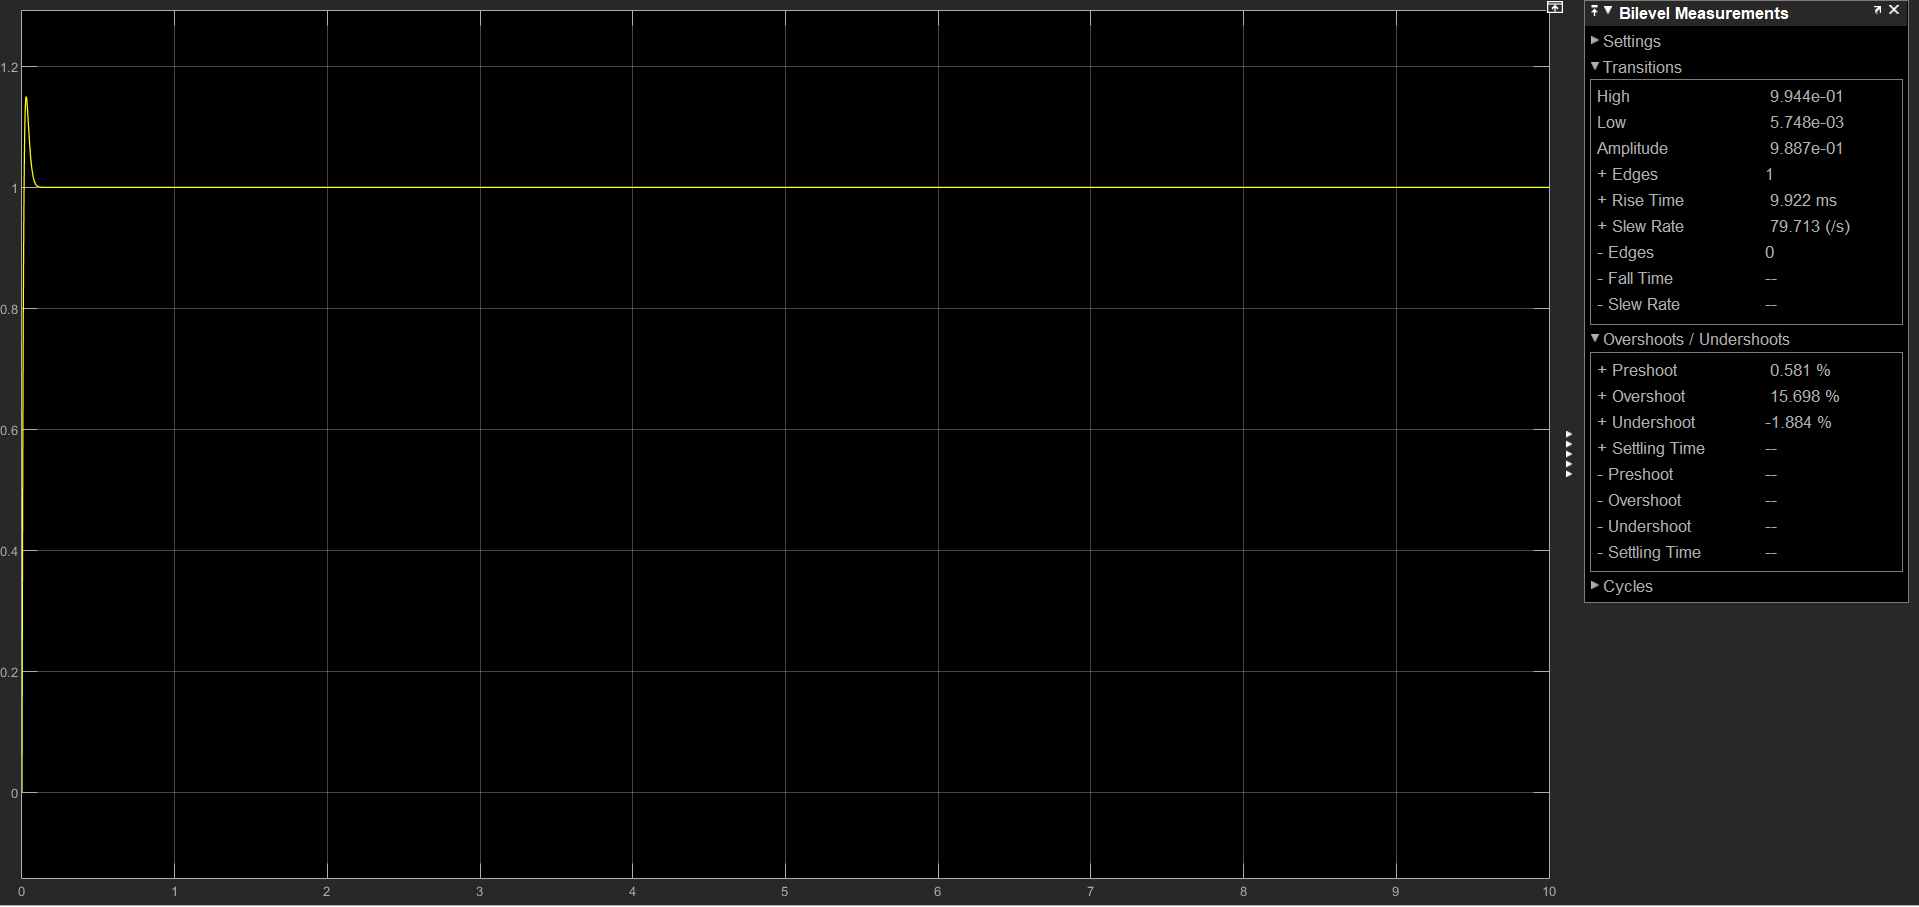 1.2
1
0.8
0.6
0.4
0.2
0
0 1 2 3 4 5 6 7 8 9 10
Bilevel Measurements
Settings
Transitions
High 9.944e-01
Low 5.748e-03
Amplitude 9.887e-01
+ Edges 1
+ Rise Time 9.922 ms
+ Slew Rate 79.713 (/s)
- Edges 0
- Fall Time --
- Slew Rate --
Overshoots / Undershoots
+ Preshoot 0.581 %
+ Overshoot 15.698 %
+ Undershoot -1.884 %
+ Settling Time --
- Preshoot --
- Overshoot --
- Undershoot --
- Settling Time --
Cycles